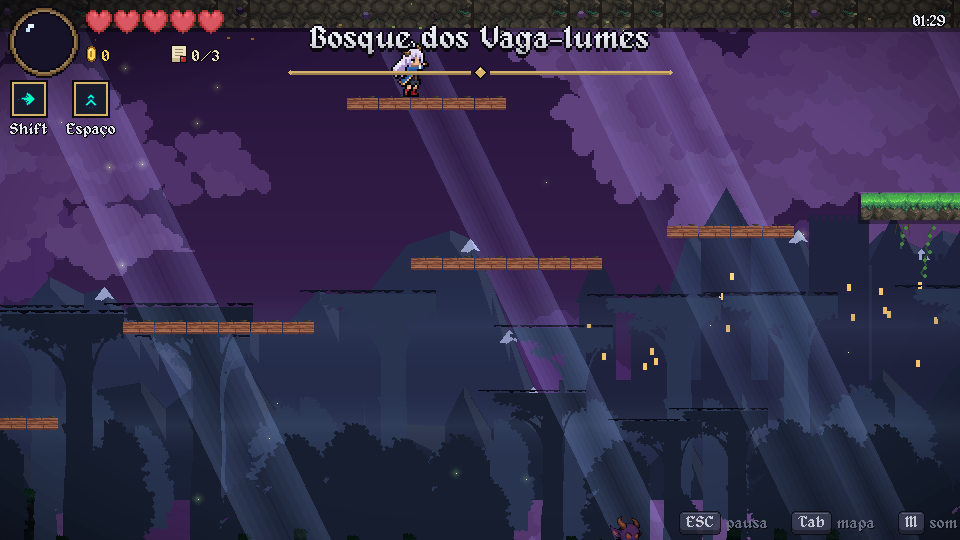 0
0/3
01:29
Bosque dos Vaga-lumes
Shift
Espaço
ESC pausa
Tab mapa
M som